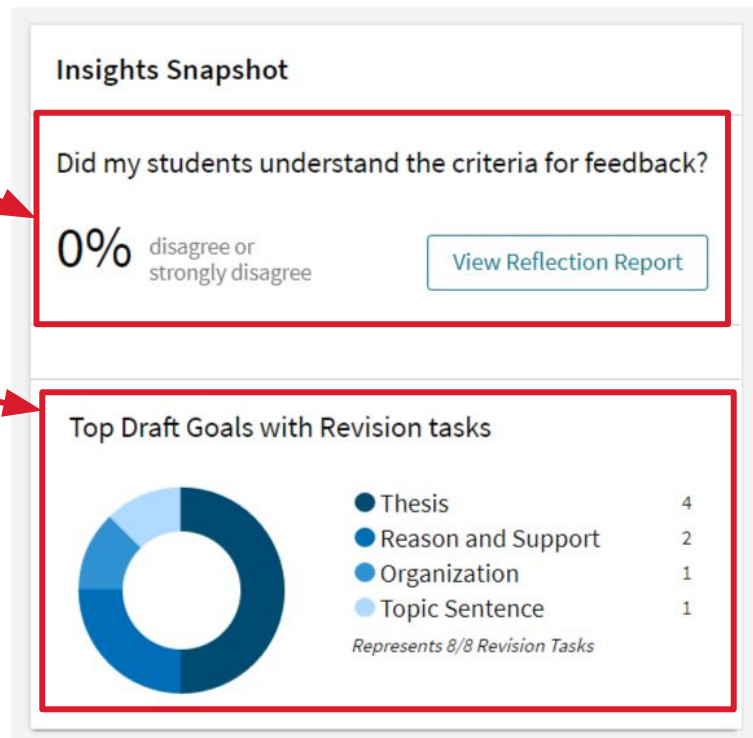 Insights Snapshot
Did my students understand the criteria for feedback?
0%
disagree or
strongly disagree
View Reflection Report
Top Draft Goals with Revision tasks
Thesis 4
Reason and Support 2
Organization 1
Topic Sentence 1
Represents 8/8 Revision Tasks